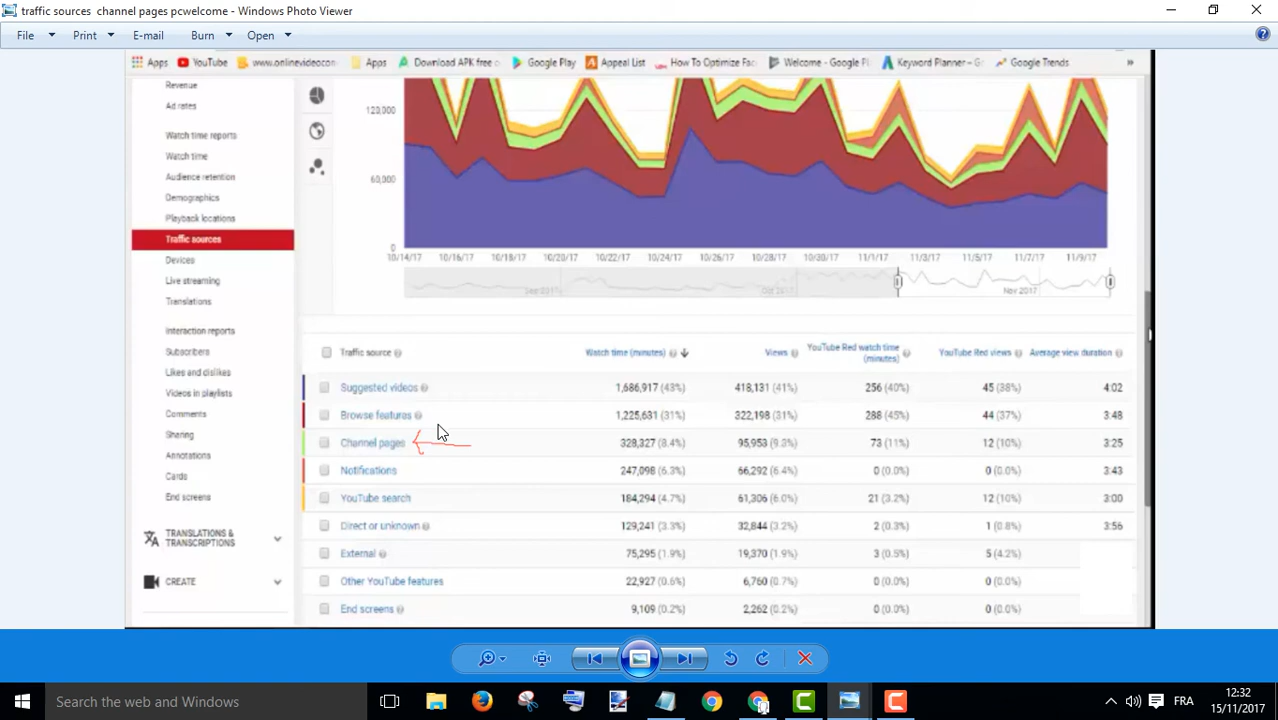 traffic sources  channel pages pcwelcome - Windows Photo Viewer
File Print E-mail Burn Open
Apps YouTube www.onlinevideocon Apps Download APK free o Google Play Appeal List How To Optimize Fac Welcome - Google Pl Keyword Planner – G Google Trends »
Revenue
Ad rates
Watch time reports
Watch time
Audience retention
Demographics
Playback locations
Traffic sources
Devices
Live streaming
Translations
Interaction reports
Subscribers
Likes and dislikes
Videos in playlists
Comments
Sharing
Annotations
Cards
End screens
TRANSLATIONS &
TRANSCRIPTIONS
CREATE
120,000
60,000
0
10/14/17 10/16/17 10/18/17 10/20/17 10/22/17 10/24/17 10/26/17 10/28/17 10/30/17 11/1/17 11/3/17 11/5/17 11/7/17 11/9/17
Nov 2017
Traffic source Watch time (minutes) Views YouTube Red watch time (minutes) YouTube Red views Average view duration
Suggested videos 1,686,917 (43%) 418,131 (41%) 256 (40%) 45 (38%) 4:02
Browse features 1,225,631 (31%) 322,198 (31%) 288 (45%) 44 (37%) 3:48
Channel pages 328,327 (8.4%) 95,953 (9.3%) 73 (11%) 12 (10%) 3:25
Notifications 247,098 (6.3%) 66,292 (6.4%) 0 (0.0%) 0 (0.0%) 3:43
YouTube search 184,294 (4.7%) 61,306 (6.0%) 21 (3.2%) 12 (10%) 3:00
Direct or unknown 129,241 (3.3%) 32,844 (3.2%) 2 (0.3%) 1 (0.8%) 3:56
External 75,295 (1.9%) 19,370 (1.9%) 3 (0.5%) 5 (4.2%)
Other YouTube features 22,927 (0.6%) 6,760 (0.7%) 0 (0.0%) 0 (0.0%)
End screens 9,109 (0.2%) 2,262 (0.2%) 0 (0.0%) 0 (0.0%)
Search the web and Windows
FRA
12:32
15/11/2017